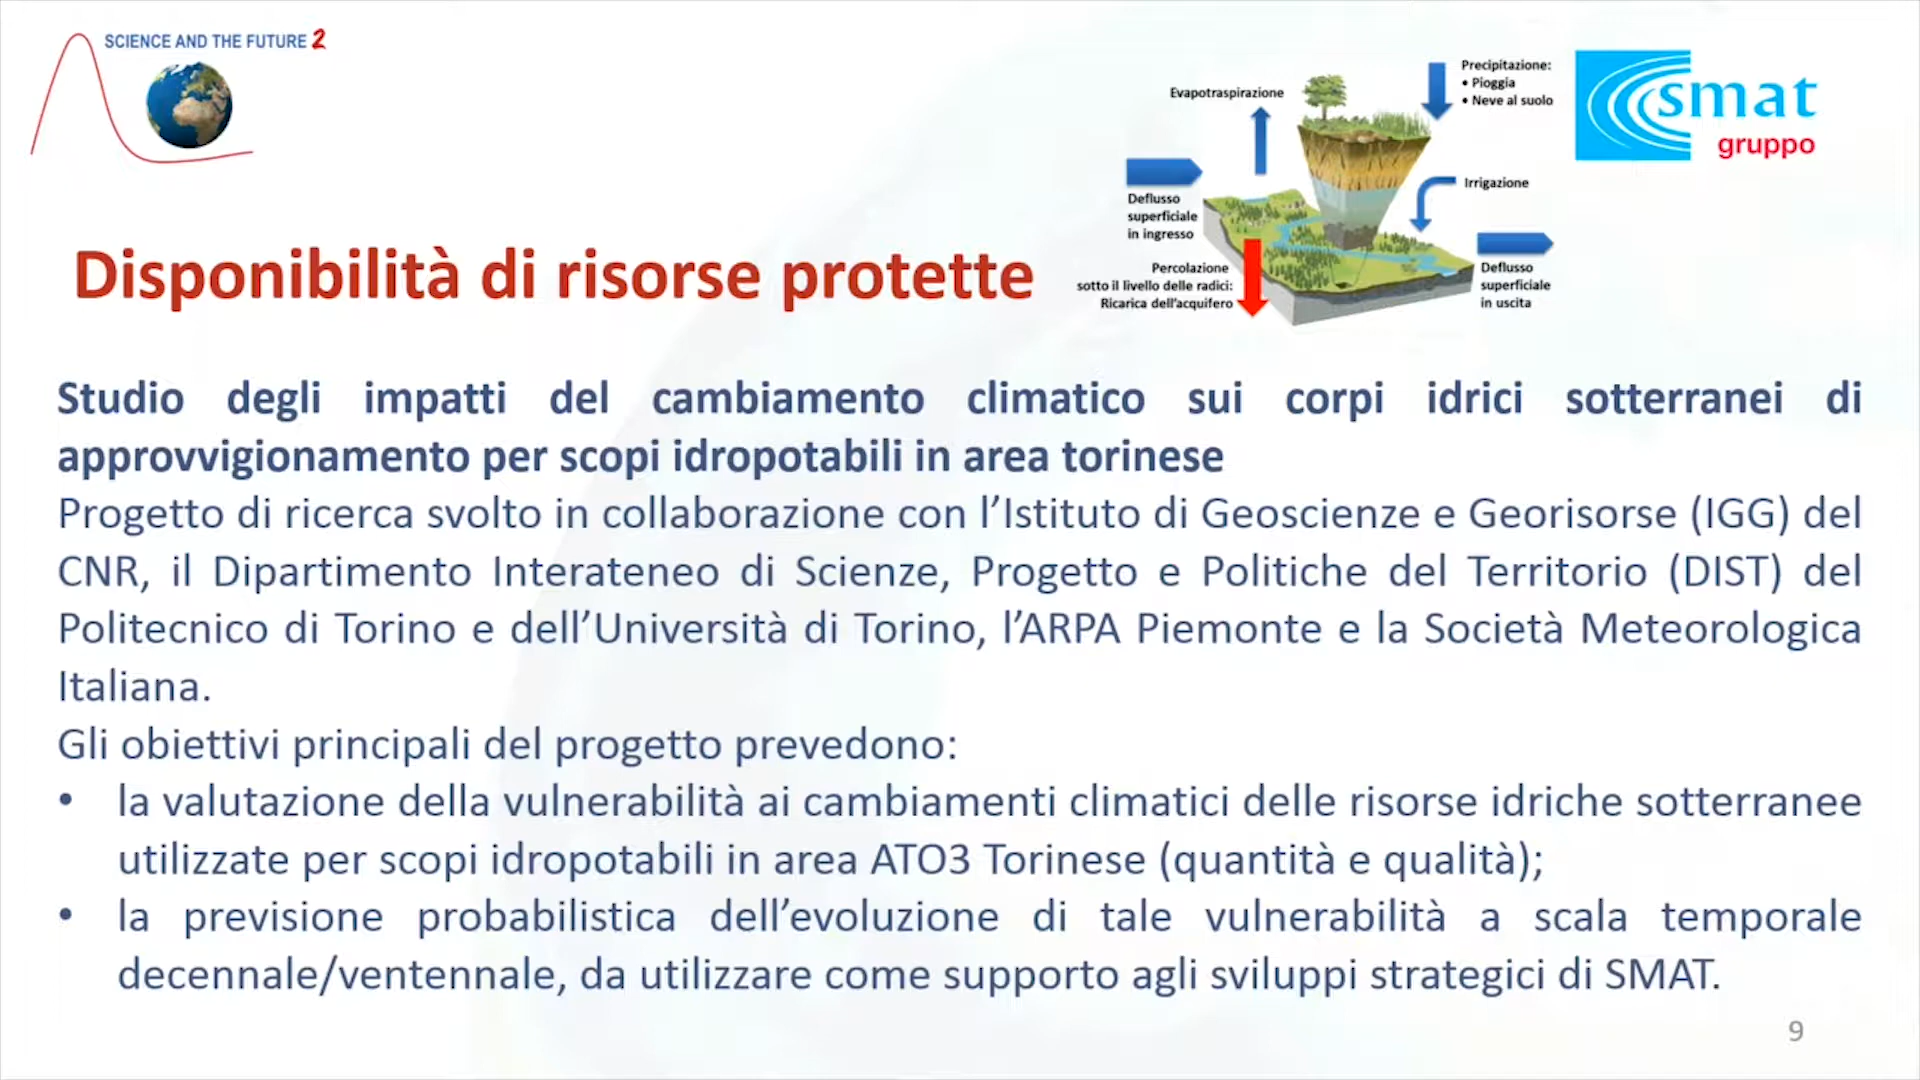 SCIENCE AND THE FUTURE 2
Evapotraspirazione
Precipitazione:
• Pioggia
• Neve al suolo
smat
gruppo
Deflusso
superficiale
in ingresso
Irrigazione
Percolazione
sotto il livello delle radici:
Ricarica dell’acquifero
Deflusso
superficiale
in uscita
Disponibilità di risorse protette
Studio degli impatti del cambiamento climatico sui corpi idrici sotterranei di
approvvigionamento per scopi idropotabili in area torinese
Progetto di ricerca svolto in collaborazione con l’Istituto di Geoscienze e Georisorse (IGG) del
CNR, il Dipartimento Interateneo di Scienze, Progetto e Politiche del Territorio (DIST) del
Politecnico di Torino e dell’Università di Torino, l’ARPA Piemonte e la Società Meteorologica
Italiana.
Gli obiettivi principali del progetto prevedono:
• la valutazione della vulnerabilità ai cambiamenti climatici delle risorse idriche sotterranee
utilizzate per scopi idropotabili in area ATO3 Torinese (quantità e qualità);
• la previsione probabilistica dell’evoluzione di tale vulnerabilità a scala temporale
decennale/ventennale, da utilizzare come supporto agli sviluppi strategici di SMAT.
9